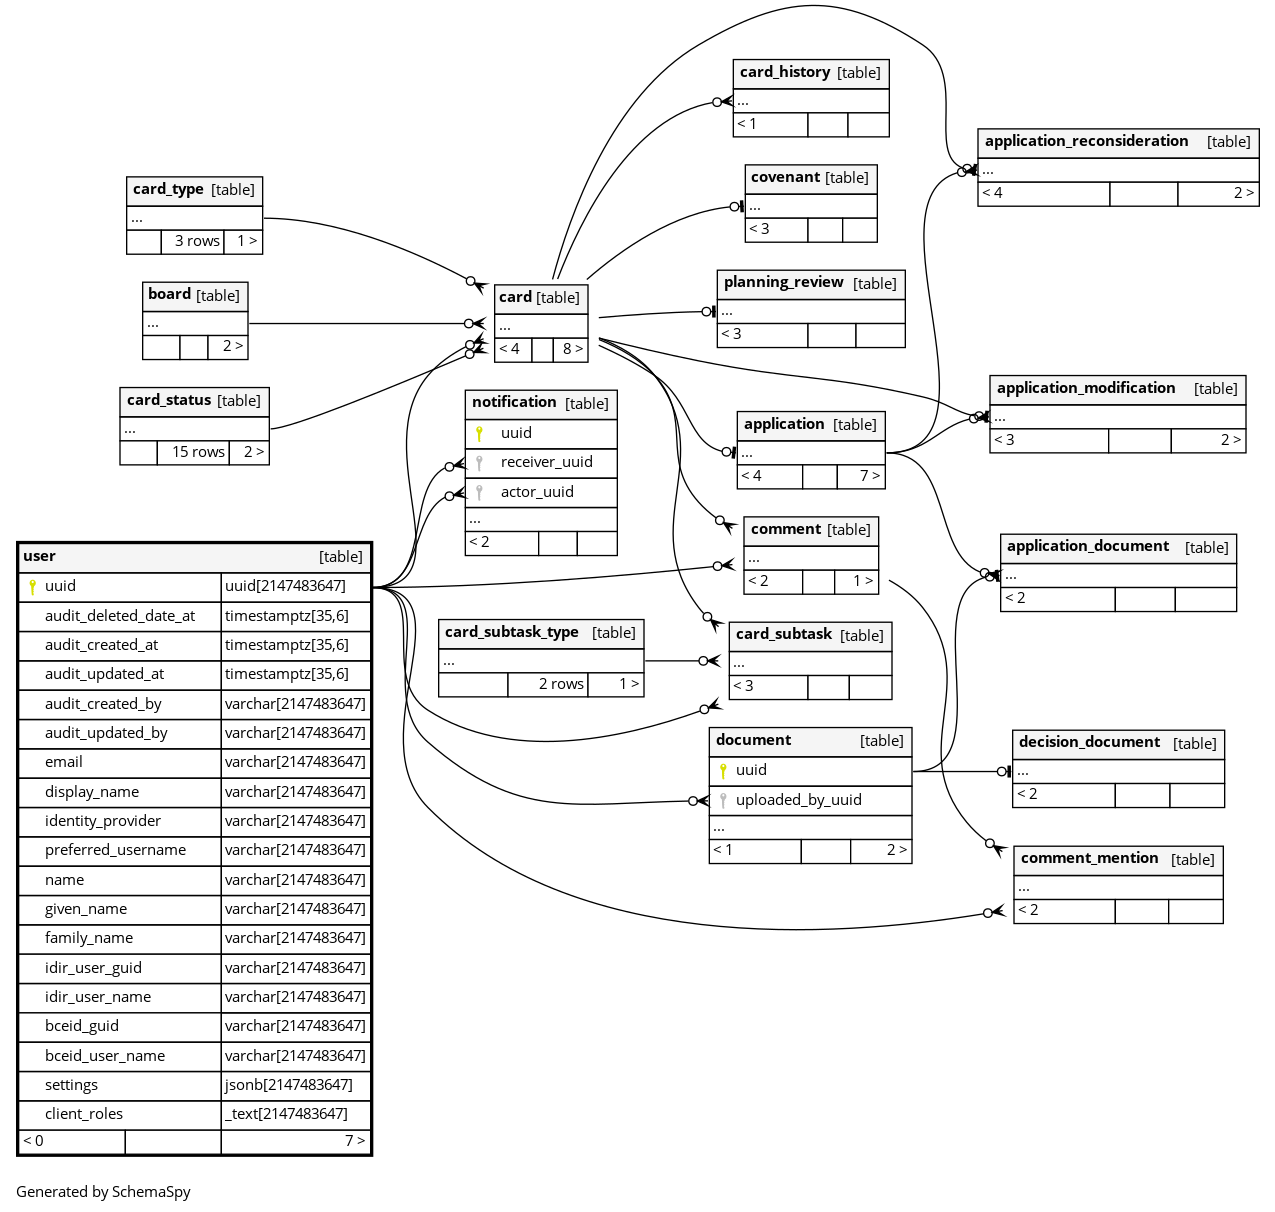 card_history [table]
...
< 1
application_reconsideration [table]
...
< 4 2 >
covenant [table]
...
< 3
card_type [table]
...
3 rows 1 >
planning_review [table]
...
< 3
board [table]
...
2 >
card [table]
...
< 4 8 >
application_modification [table]
...
< 3 2 >
card_status [table]
...
15 rows 2 >
notification [table]
uuid
receiver_uuid
actor_uuid
...
< 2
application [table]
...
< 4 7 >
comment [table]
...
< 2 1 >
application_document [table]
...
< 2
card_subtask_type [table]
...
2 rows 1 >
card_subtask [table]
...
< 3
document [table]
uuid
uploaded_by_uuid
...
< 1 2 >
decision_document [table]
...
< 2
comment_mention [table]
...
< 2
user [table]
uuid uuid[2147483647]
audit_deleted_date_at timestamptz[35,6]
audit_created_at timestamptz[35,6]
audit_updated_at timestamptz[35,6]
audit_created_by varchar[2147483647]
audit_updated_by varchar[2147483647]
email varchar[2147483647]
display_name varchar[2147483647]
identity_provider varchar[2147483647]
preferred_username varchar[2147483647]
name varchar[2147483647]
given_name varchar[2147483647]
family_name varchar[2147483647]
idir_user_guid varchar[2147483647]
idir_user_name varchar[2147483647]
bceid_guid varchar[2147483647]
bceid_user_name varchar[2147483647]
settings jsonb[2147483647]
client_roles _text[2147483647]
< 0 7 >
Generated by SchemaSpy